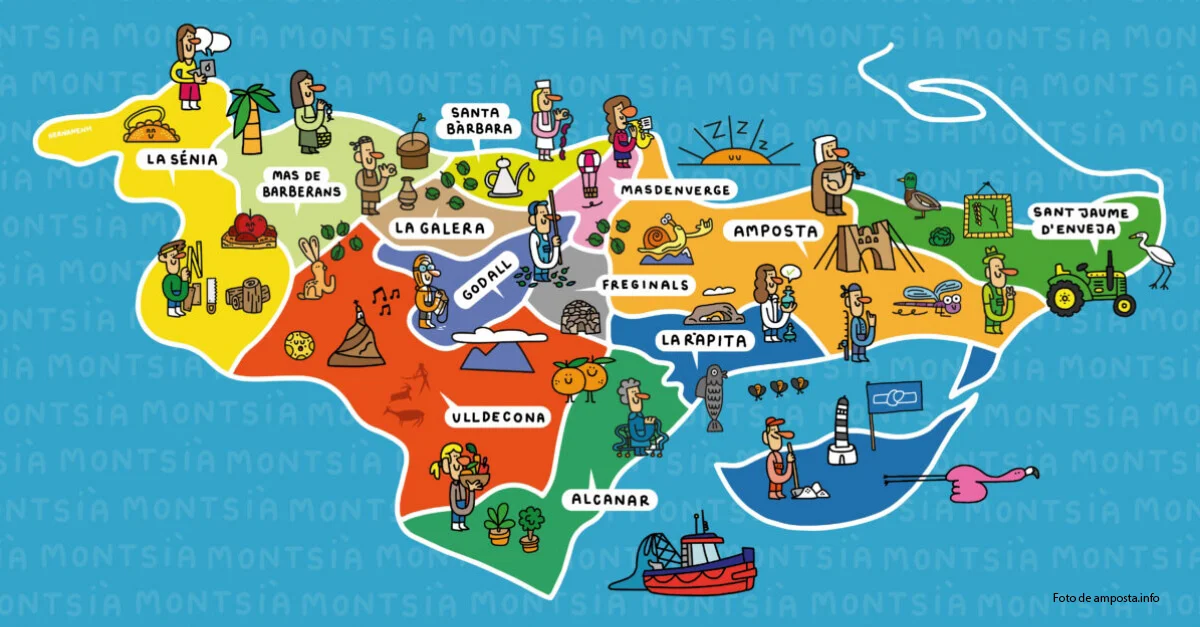 MONTSIÀ MONTSIÀ MONTSIÀ MONTSIÀ MONTSIÀ MONTSIÀ
LA SÉNIA
SANTA
BÀRBARA
MAS DE
BARBERANS
MASDENVERGE
LA GALERA
AMPOSTA
SANT JAUME
D'ENVEJA
GODALL
FREGINALS
LA RÀPITA
ULLDECONA
ALCANAR
Z Z Z
Foto de amposta.info